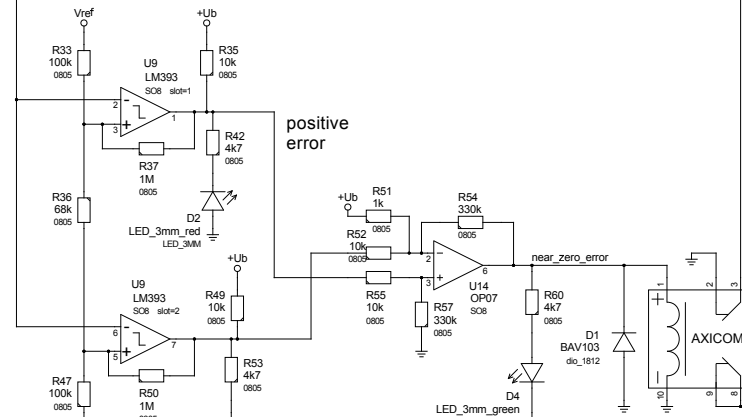 Vref
+Ub
R33
100k
0805
U9
LM393
SO8 slot=1
R35
10k
0805
2
3
1
positive
error
R42
4k7
0805
R37
1M
0805
R36
68k
0805
D2
LED_3mm_red
LED_3MM
+Ub
R51
1k
0805
R54
330k
0805
R52
10k
0805
2
3
6
near_zero_error
1
2
3
+Ub
U9
LM393
SO8 slot=2
R49
10k
0805
R55
10k
0805
R57
330k
0805
U14
OP07
SO8
R60
4k7
0805
6
5
7
D1
BAV103
dio_1812
AXICOM
R47
100k
0805
R50
1M
0805
R53
4k7
0805
D4
LED_3mm_green
10
9
8